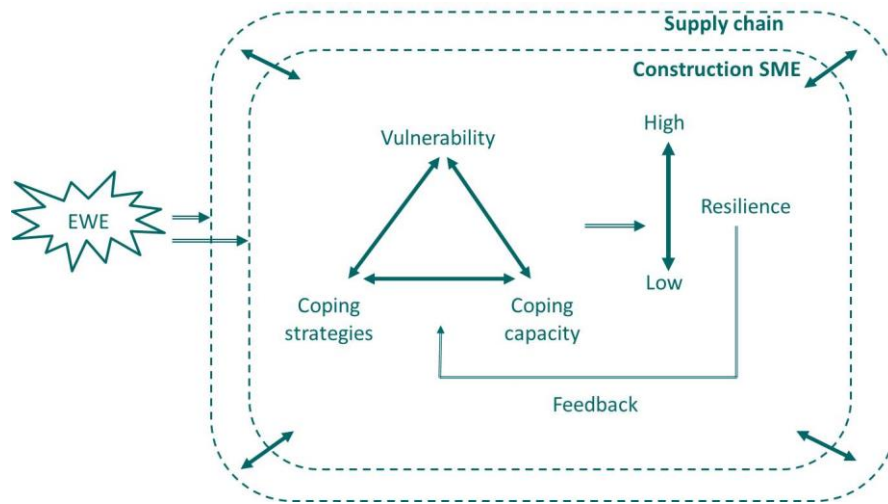 Supply chain
Construction SME
High
Vulnerability
EWE
Resilience
Low
Coping
strategies
Coping
capacity
Feedback